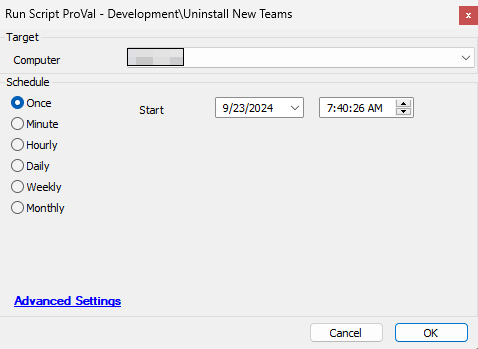 Run Script ProVal - Development\Uninstall New Teams
x
Target
Computer
Schedule
Once
Start
9/23/2024
7:40:26 AM
Minute
Hourly
Daily
Weekly
Monthly
Advanced Settings
Cancel
OK